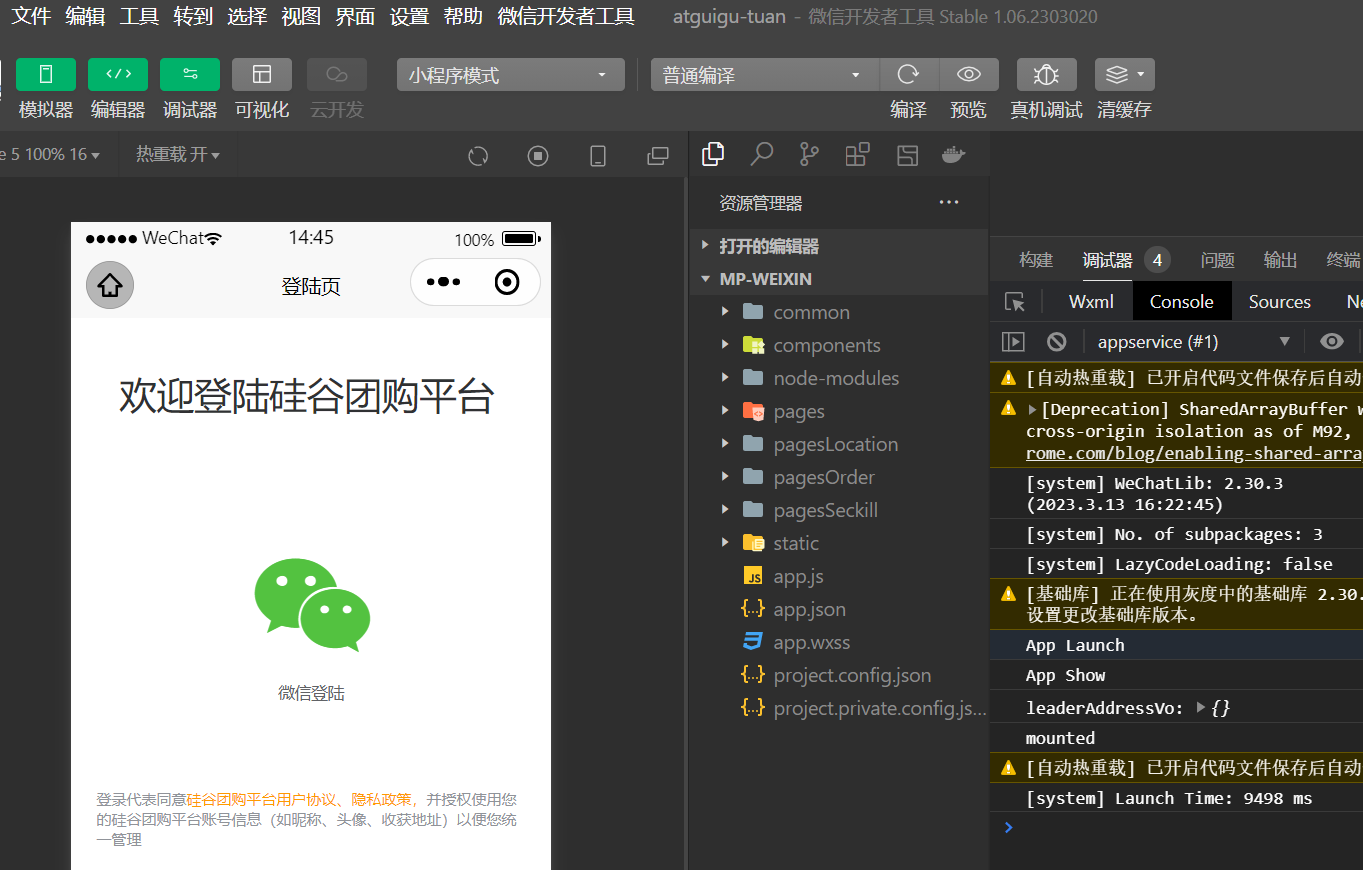 文件 编辑 工具 转到 选择 视图 界面 设置 帮助 微信开发者工具 atguigu-tuan - 微信开发者工具 Stable 1.06.2303020
小程序模式 普通编译
模拟器 编辑器 调试器 可视化 云开发 编译 预览 真机调试 清缓存
e 5 100% 16 热重载 开
WeChat 14:45 100%
登陆页
欢迎登陆硅谷团购平台
微信登陆
登录代表同意硅谷团购平台用户协议、隐私政策，并授权使用您
的硅谷团购平台账号信息（如昵称、头像、收获地址）以便您统
一管理
资源管理器
打开的编辑器
MP-WEIXIN
common
components
node-modules
pages
pagesLocation
pagesOrder
pagesSeckill
static
JS app.js
{..} app.json
app.wxss
{..} project.config.json
{..} project.private.config.js...
构建 调试器 4 问题 输出 终端
Wxml Console Sources Ne
appservice (#1)
[自动热重载] 已开启代码文件保存后自动
[Deprecation] SharedArrayBuffer w
cross-origin isolation as of M92,
rome.com/blog/enabling-shared-arra
[system] WeChatLib: 2.30.3
(2023.3.13 16:22:45)
[system] No. of subpackages: 3
[system] LazyCodeLoading: false
[基础库] 正在使用灰度中的基础库 2.30.
设置更改基础库版本。
App Launch
App Show
leaderAddressVo: {}
mounted
[自动热重载] 已开启代码文件保存后自动
[system] Launch Time: 9498 ms